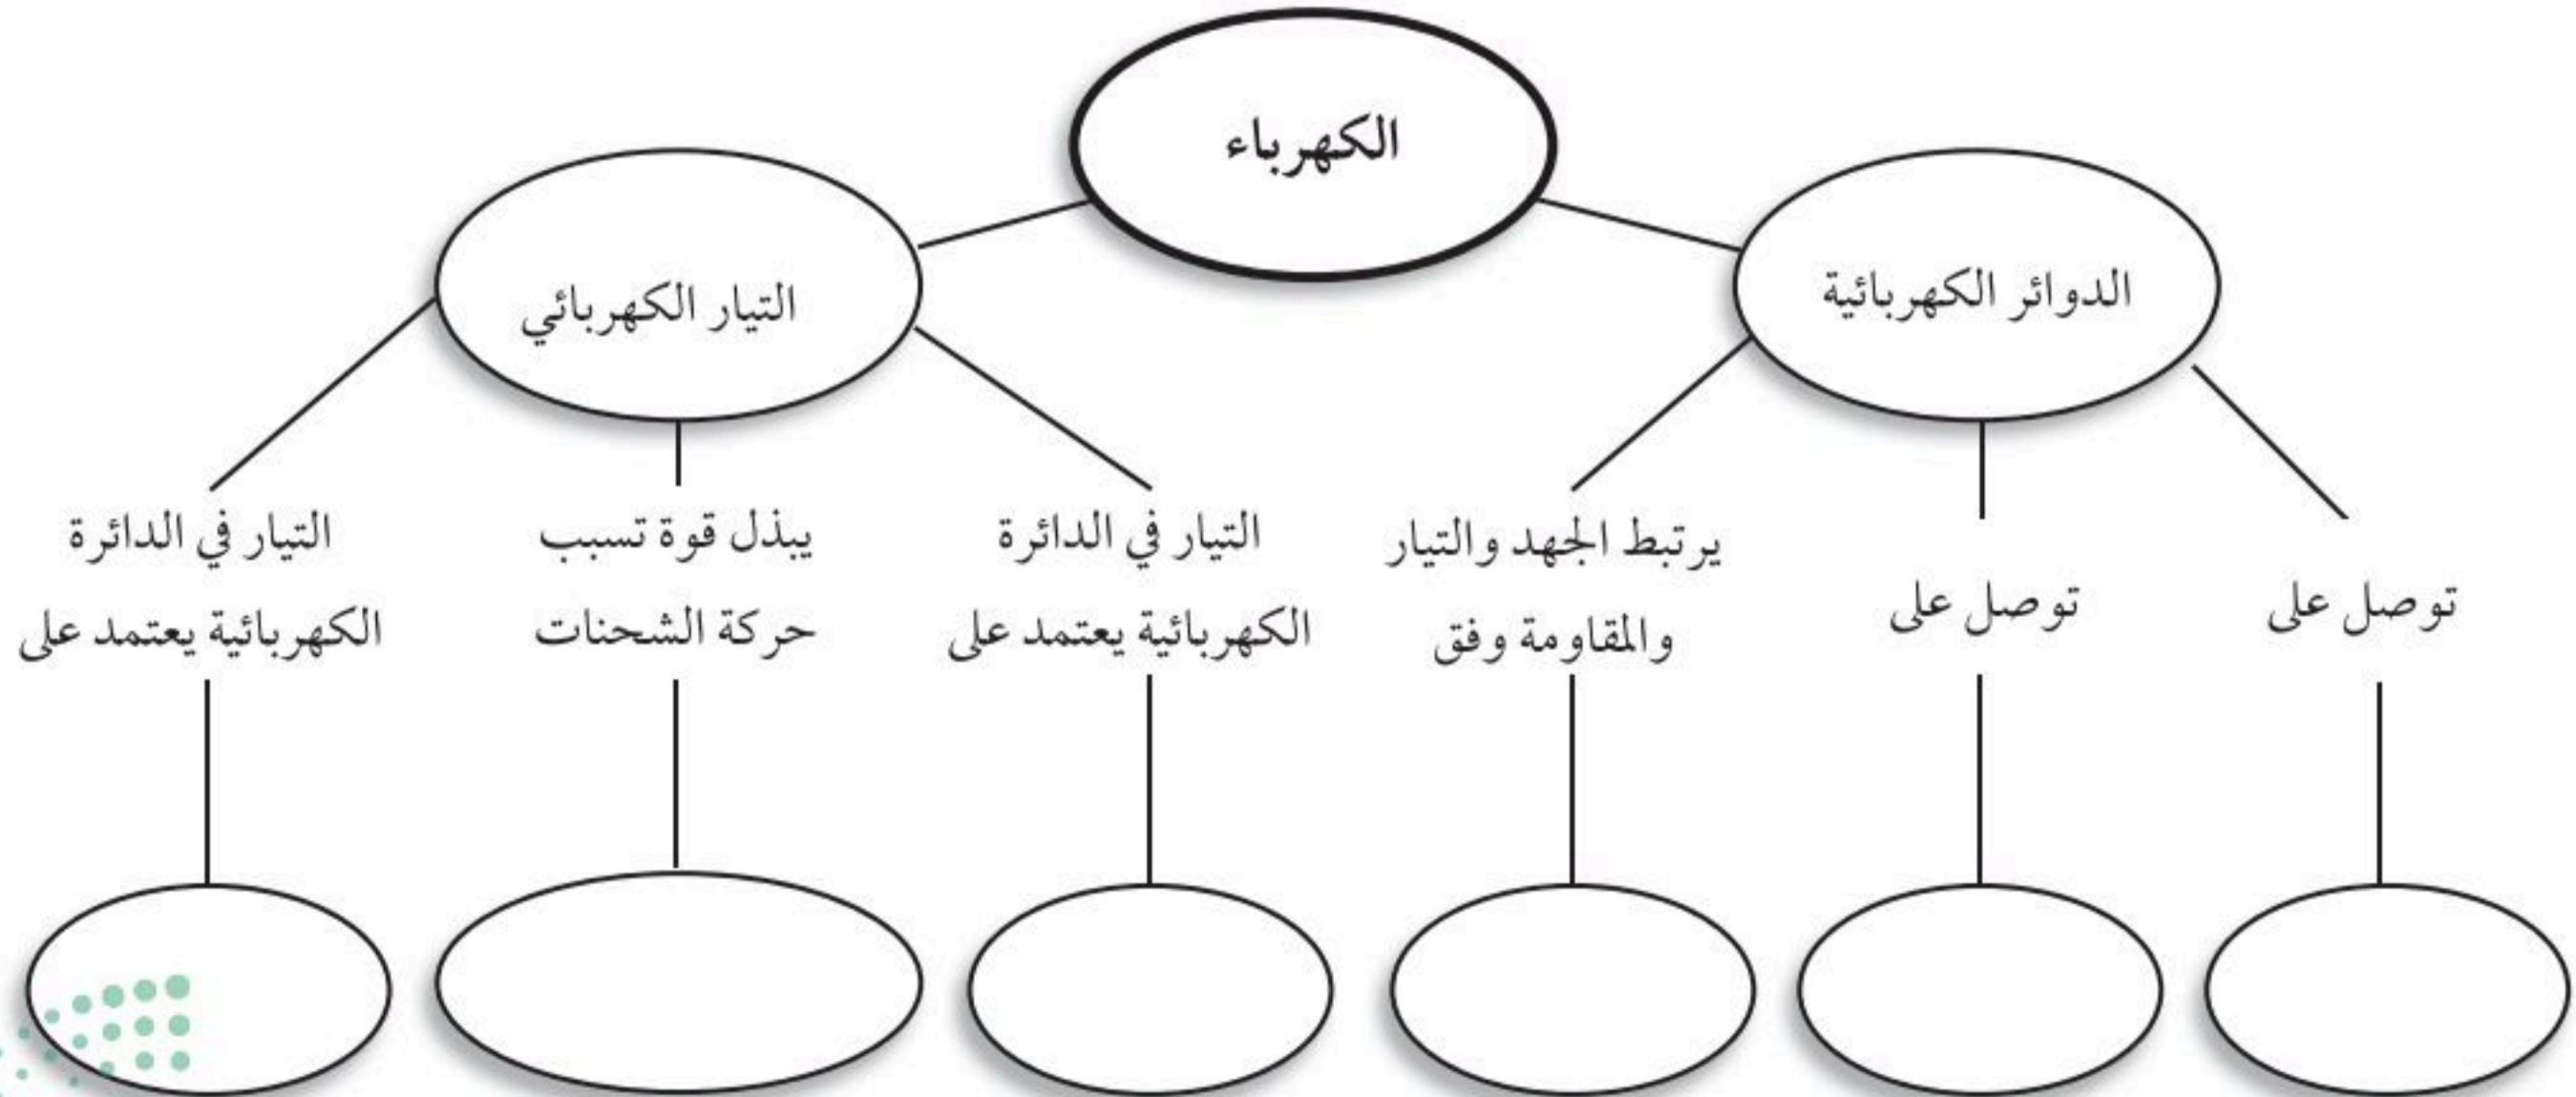 الكهرباء
الدوائر الكهربائية
التيار الكهربائي
توصل على
توصل على
يرتبط الجهد والتيار
والمقاومة وفق
التيار في الدائرة
الكهربائية يعتمد على
يبذل قوة تسبب
حركة الشحنات
التيار في الدائرة
الكهربائية يعتمد على